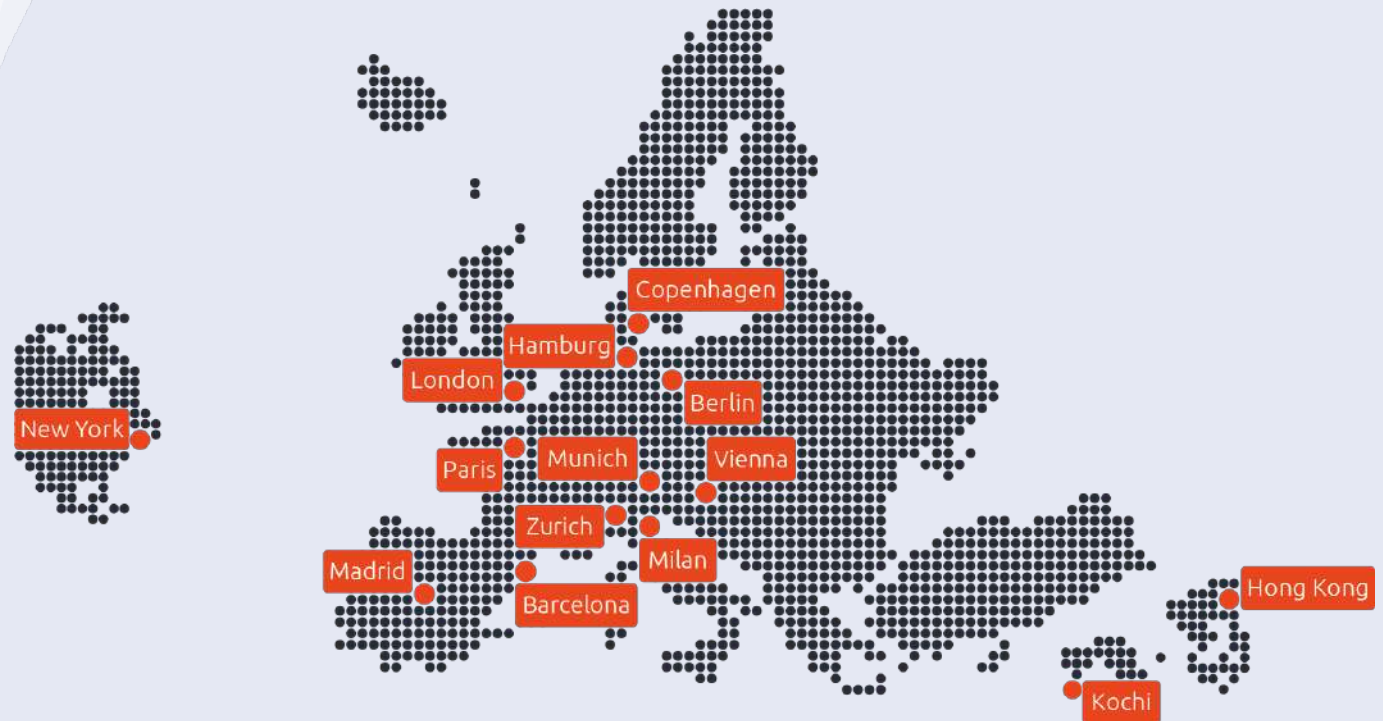 Copenhagen
Hamburg
London
Berlin
New York
Paris
Munich
Vienna
Zurich
Milan
Madrid
Barcelona
Hong Kong
Kochi